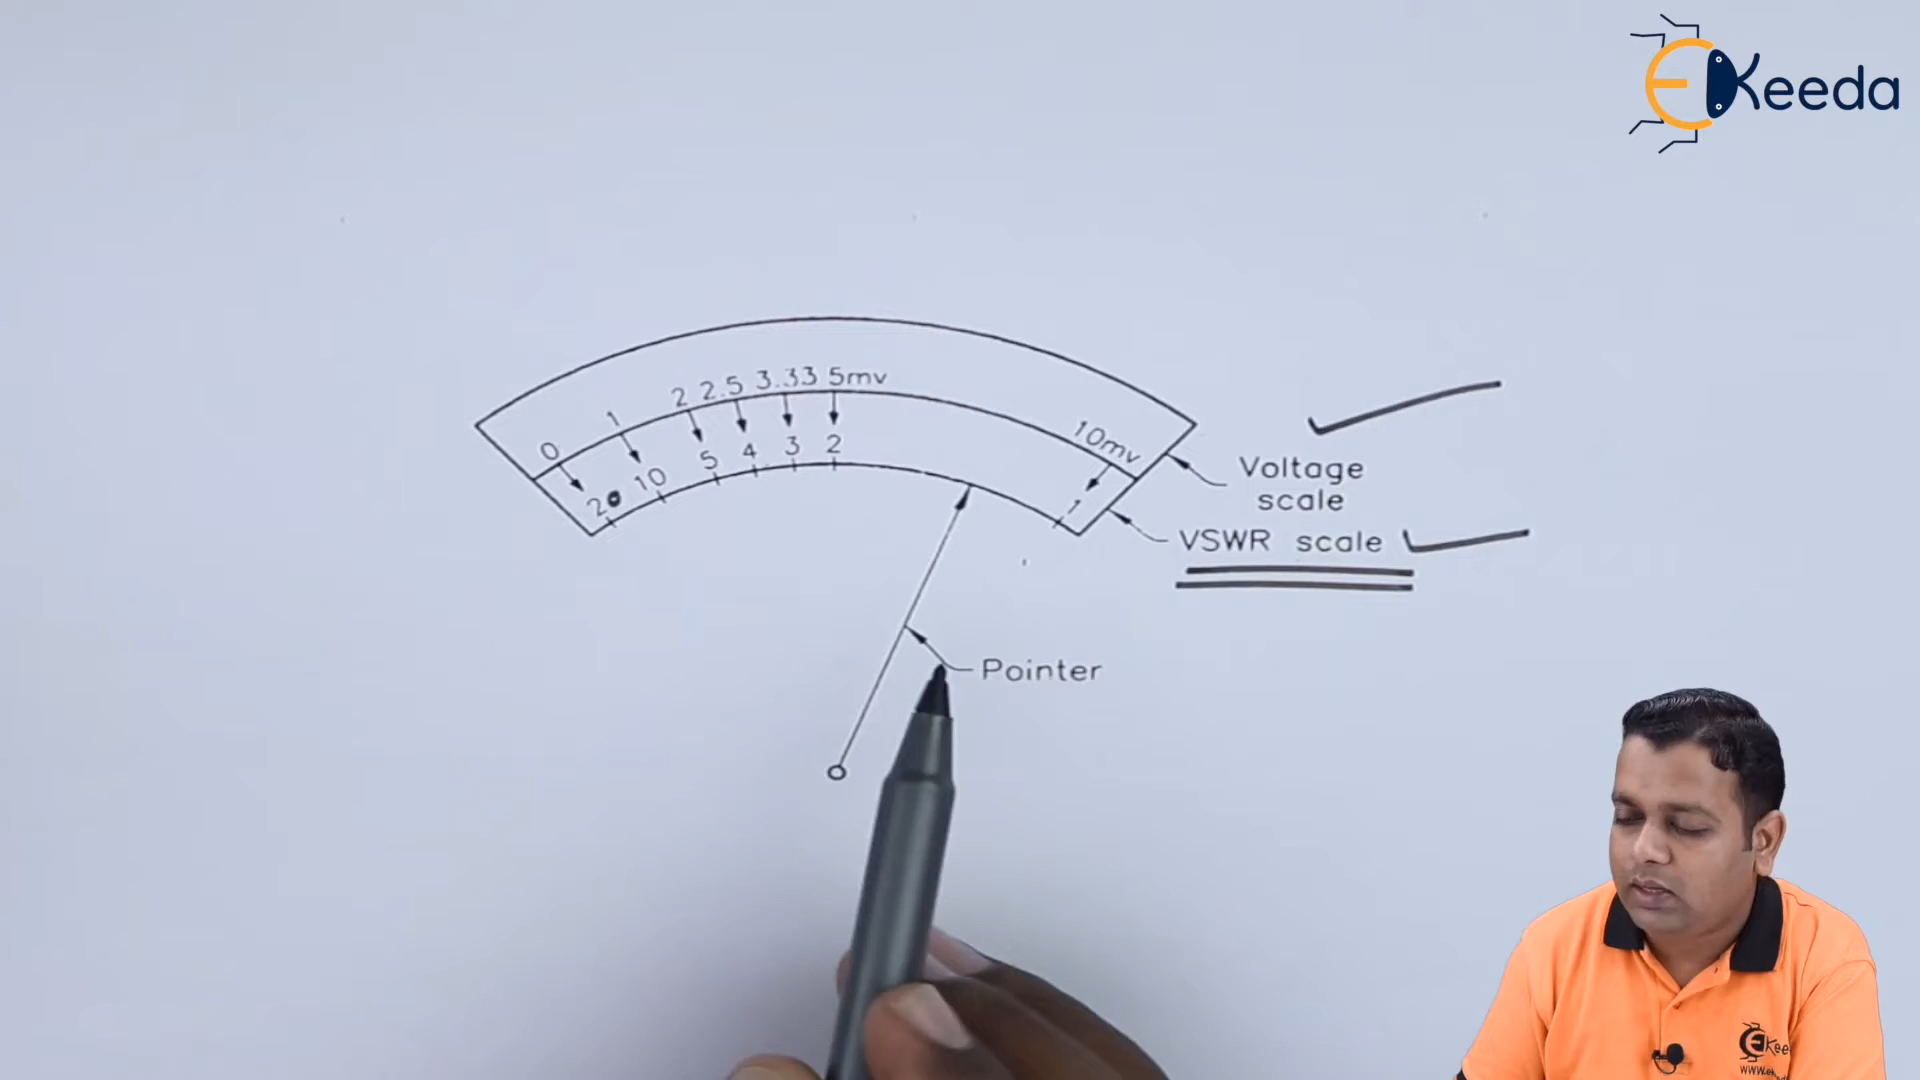 EKeeda
0 1 2 2.5 3.33 5mv 10mv
20 10 5 4 3 2 1
Voltage
scale
VSWR scale
Pointer